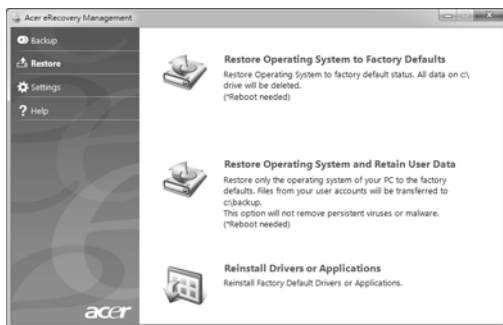 Acer eRecovery Management
Backup
Restore
Settings
Help
Restore Operating System to Factory Defaults
Restore Operating System to factory default status. All data on c:\
drive will be deleted.
(*Reboot needed)
Restore Operating System and Retain User Data
Restore only the operating system of your PC to the factory
defaults. Files from your user accounts will be transferred to
c:\backup.
This option will not remove persistent viruses or malware.
(*Reboot needed)
Reinstall Drivers or Applications
Reinstall Factory Default Drivers or Applications.
acer